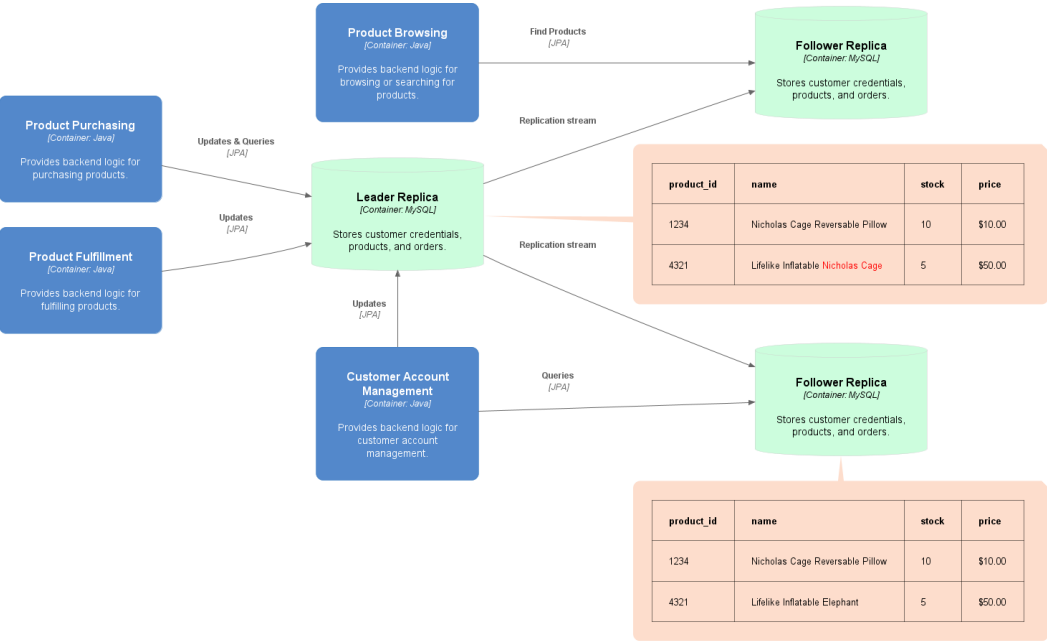 Product Browsing
[Container: Java]
Provides backend logic for
browsing or searching for
products.
Find Products
[JPA]
Follower Replica
[Container: MySQL]
Stores customer credentials,
products, and orders.
Product Purchasing
[Container: Java]
Provides backend logic for
purchasing products.
Updates & Queries
[JPA]
Replication stream
Leader Replica
[Container: MySQL]
Stores customer credentials,
products, and orders.
product_id name stock price
1234 Nicholas Cage Reversable Pillow 10 $10.00
4321 Lifelike Inflatable Nicholas Cage 5 $50.00
Product Fulfillment
[Container: Java]
Provides backend logic for
fulfilling products.
Updates
[JPA]
Replication stream
Updates
[JPA]
Customer Account
Management
[Container: Java]
Provides backend logic for
customer account
management.
Queries
[JPA]
Follower Replica
[Container: MySQL]
Stores customer credentials,
products, and orders.
product_id name stock price
1234 Nicholas Cage Reversable Pillow 10 $10.00
4321 Lifelike Inflatable Elephant 5 $50.00